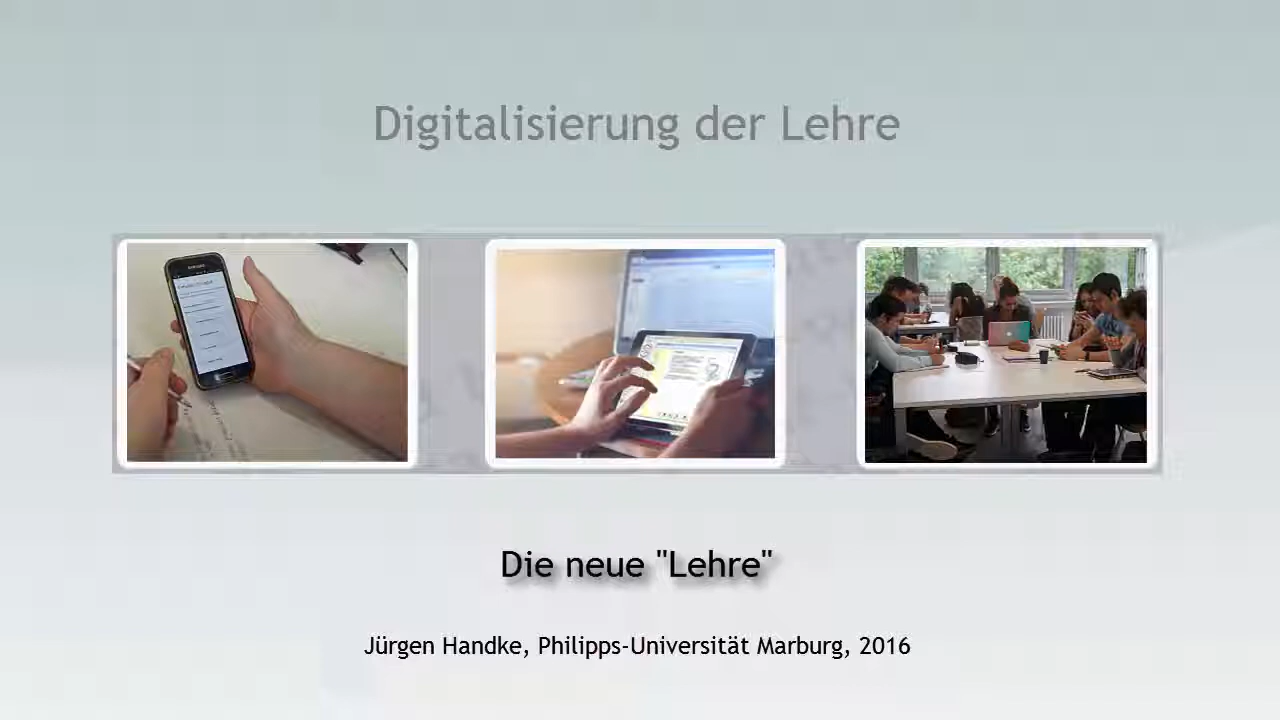 Digitalisierung der Lehre
Die neue "Lehre"
Jürgen Handke, Philipps-Universität Marburg, 2016